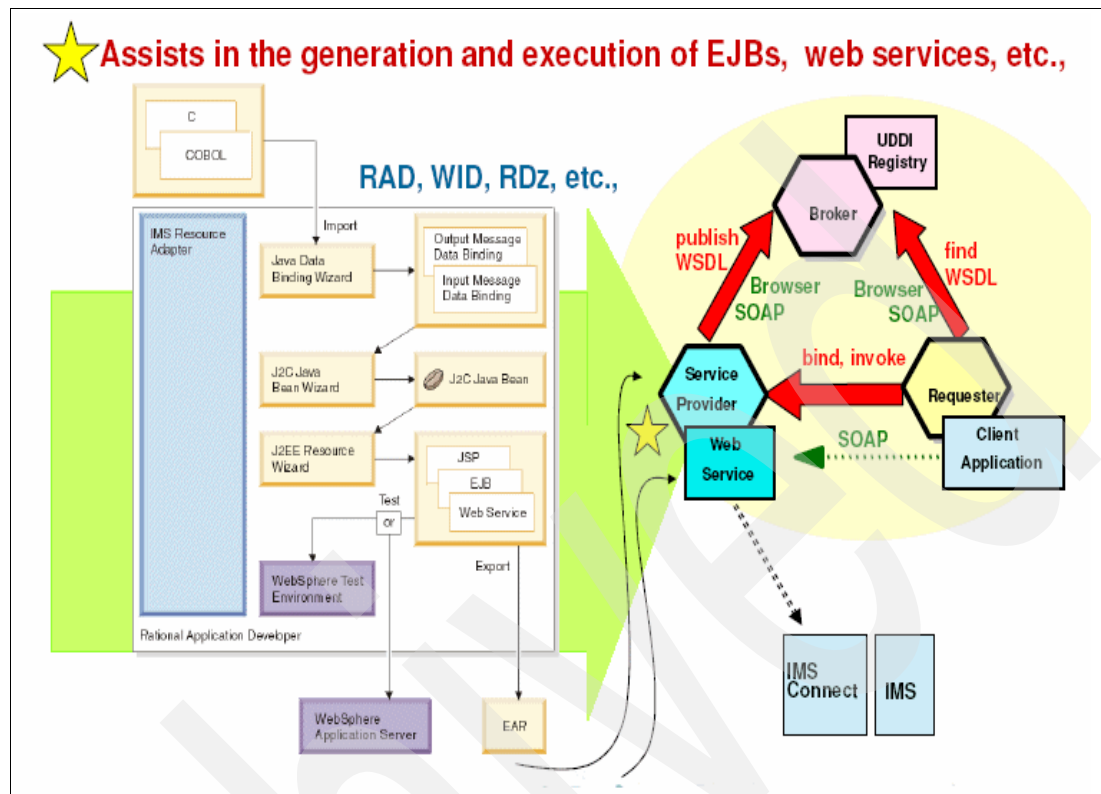 Assists in the generation and execution of EJBs, web services, etc.,
C
COBOL
RAD, WID, RDz, etc.,
UDDI
Registry
Broker
IMS Resource
Adapter
Import
Java Data
Binding Wizard
Output Message
Data Binding
Input Message
Data Binding
publish
WSDL
find
WSDL
Browser
SOAP
Browser
SOAP
J2C Java
Bean Wizard
J2C Java Bean
bind, invoke
Service
Provider
Requester
J2EE Resource
Wizard
JSP
EJB
Web Service
Web
Service
SOAP
Client
Application
Test
or
Export
WebSphere Test
Environment
Rational Application Developer
IMS
Connect
IMS
WebSphere
Application Server
EAR